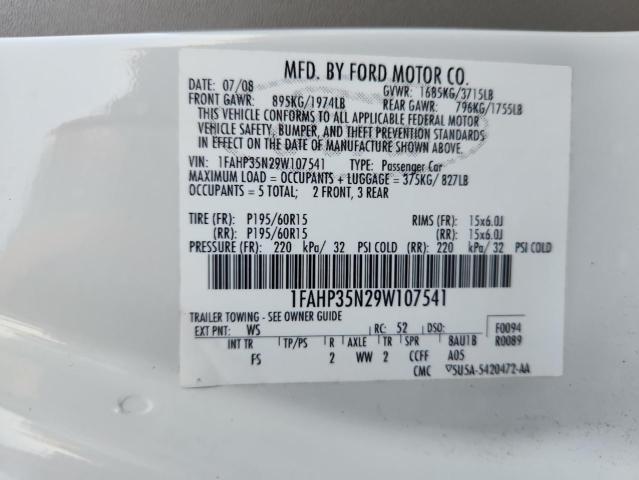 MFD. BY FORD MOTOR CO.
DATE: 07/08 GVWR: 1685KG/3715LB
FRONT GAWR: 895KG/1974LB REAR GAWR: 796KG/1755LB
THIS VEHICLE CONFORMS TO ALL APPLICABLE FEDERAL MOTOR
VEHICLE SAFETY, BUMPER, AND THEFT PREVENTION STANDARDS
IN EFFECT ON THE DATE OF MANUFACTURE SHOWN ABOVE.
VIN: 1FAHP35N29W107541 TYPE: Passenger Car
MAXIMUM LOAD = OCCUPANTS + LUGGAGE = 375KG/ 827LB
OCCUPANTS = 5 TOTAL; 2 FRONT, 3 REAR
TIRE (FR): P195/60R15 RIMS (FR): 15x6.0J
(RR): P195/60R15 (RR): 15x6.0J
PRESSURE (FR): 220 kPa/ 32 PSI COLD (RR): 220 kPa/ 32 PSI COLD
1FAHP35N29W107541
TRAILER TOWING - SEE OWNER GUIDE
EXT PNT: WS RC: 52 DSO: F0094
INT TR TP/PS R AXLE TR SPR 8AU1B R0089
FS 2 WW 2 CCFF A05
CMC ▽5U5A-5420472-AA